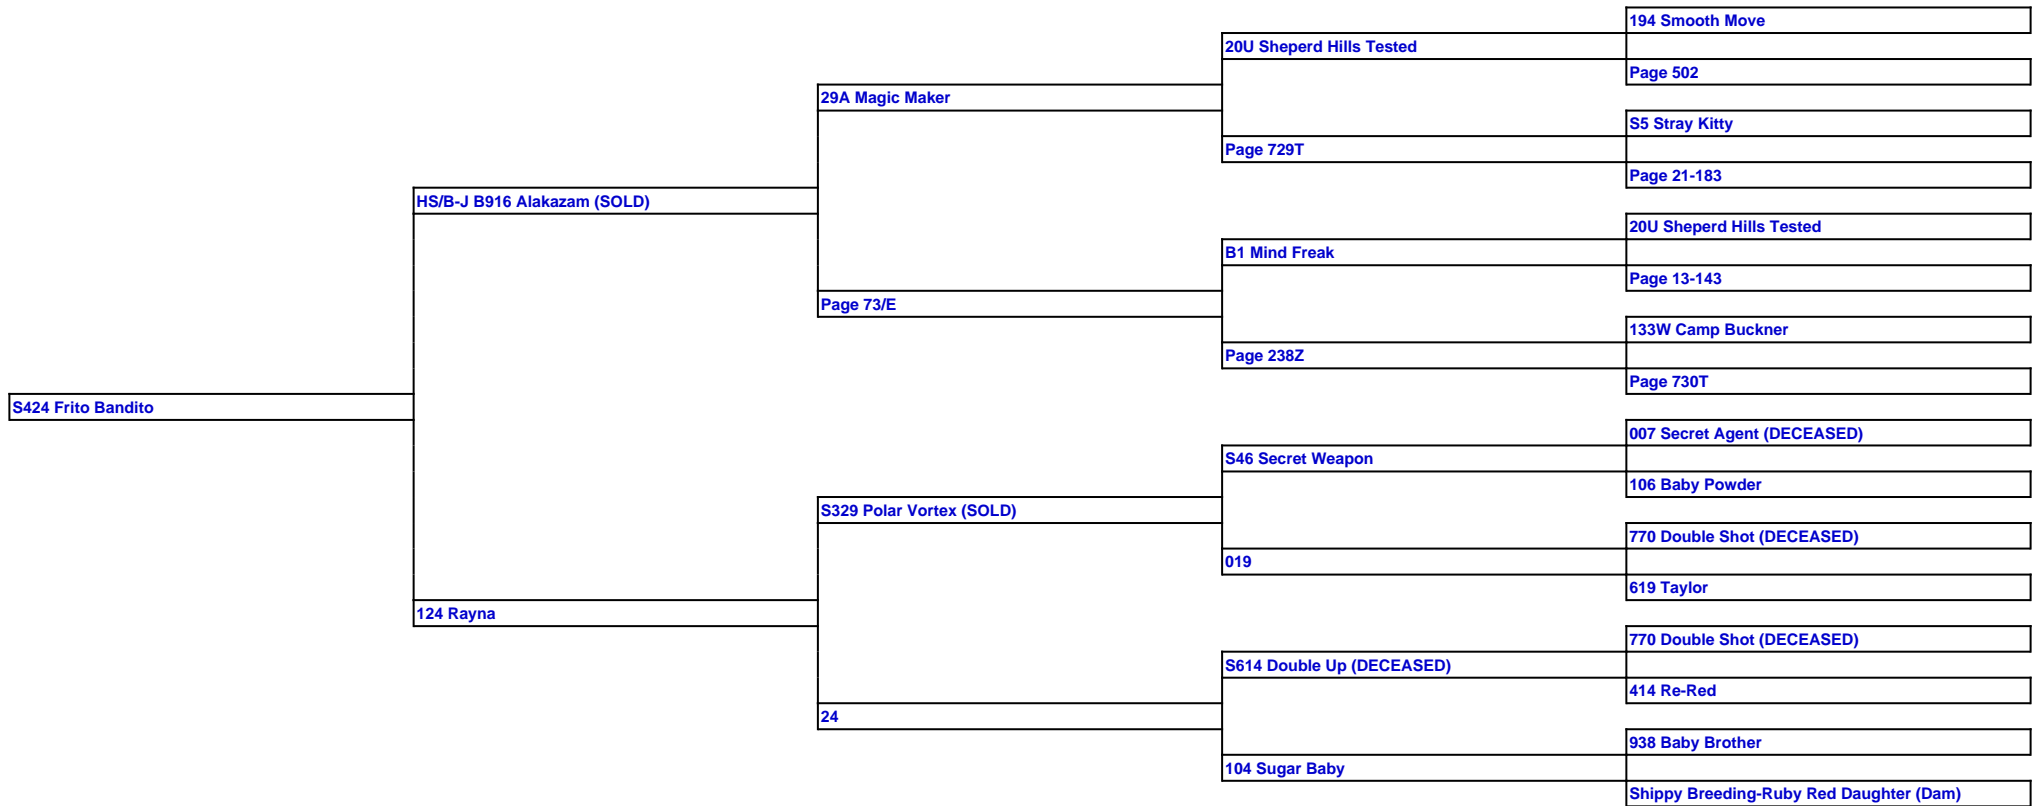 194 Smooth Move
20U Sheperd Hills Tested
Page 502
29A Magic Maker
S5 Stray Kitty
Page 729T
Page 21-183
HS/B-J B916 Alakazam (SOLD)
20U Sheperd Hills Tested
B1 Mind Freak
Page 13-143
Page 73/E
133W Camp Buckner
Page 238Z
Page 730T
S424 Frito Bandito
007 Secret Agent (DECEASED)
S46 Secret Weapon
106 Baby Powder
S329 Polar Vortex (SOLD)
770 Double Shot (DECEASED)
019
619 Taylor
124 Rayna
770 Double Shot (DECEASED)
S614 Double Up (DECEASED)
414 Re-Red
24
938 Baby Brother
104 Sugar Baby
Shippy Breeding-Ruby Red Daughter (Dam)